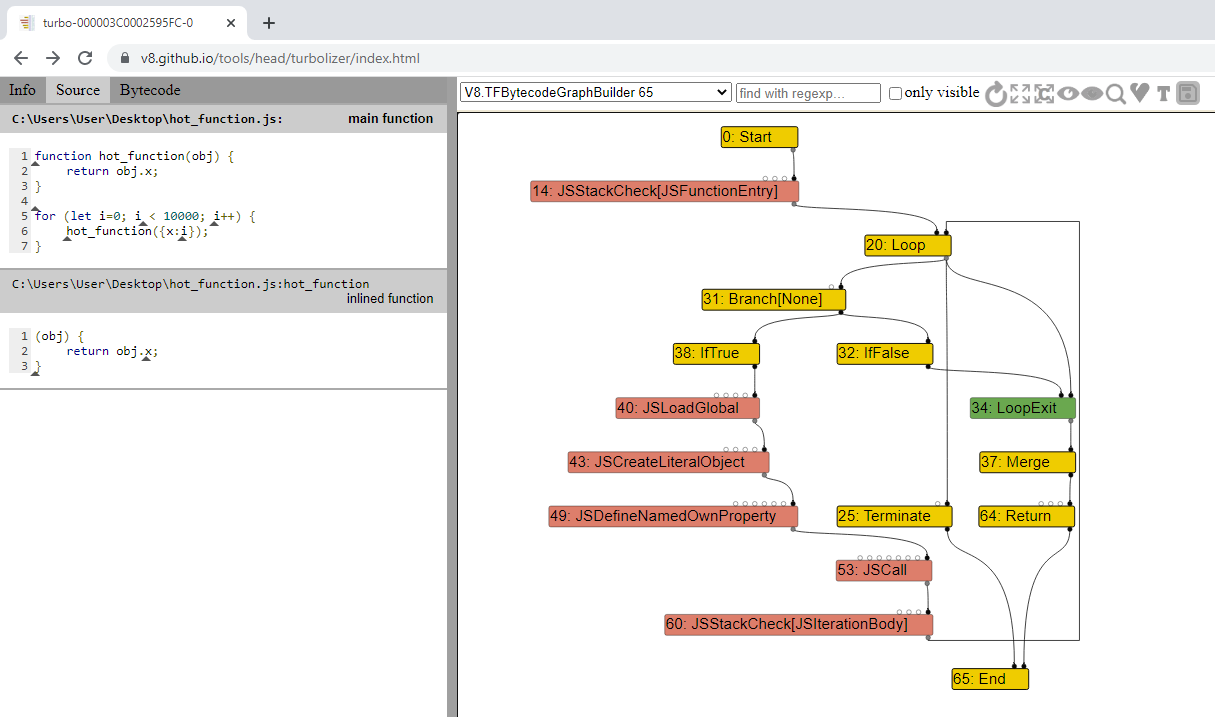 turbo-000003C0002595FC-0
v8.github.io/tools/head/turbolizer/index.html
Info Source Bytecode
C:\Users\User\Desktop\hot_function.js: main function
1 function hot_function(obj) {
2 return obj.x;
3 }
4
5 for (let i=0; i < 10000; i++) {
6 hot_function({x:i});
7 }
C:\Users\User\Desktop\hot_function.js:hot_function
inlined function
1 (obj) {
2 return obj.x;
3 }
V8.TFBytecodeGraphBuilder 65 find with regexp... only visible T
0: Start
14: JSStackCheck[JSFunctionEntry]
20: Loop
31: Branch[None]
38: IfTrue 32: IfFalse
40: JSLoadGlobal 34: LoopExit
43: JSCreateLiteralObject 37: Merge
49: JSDefineNamedOwnProperty 25: Terminate 64: Return
53: JSCall
60: JSStackCheck[JSIterationBody]
65: End